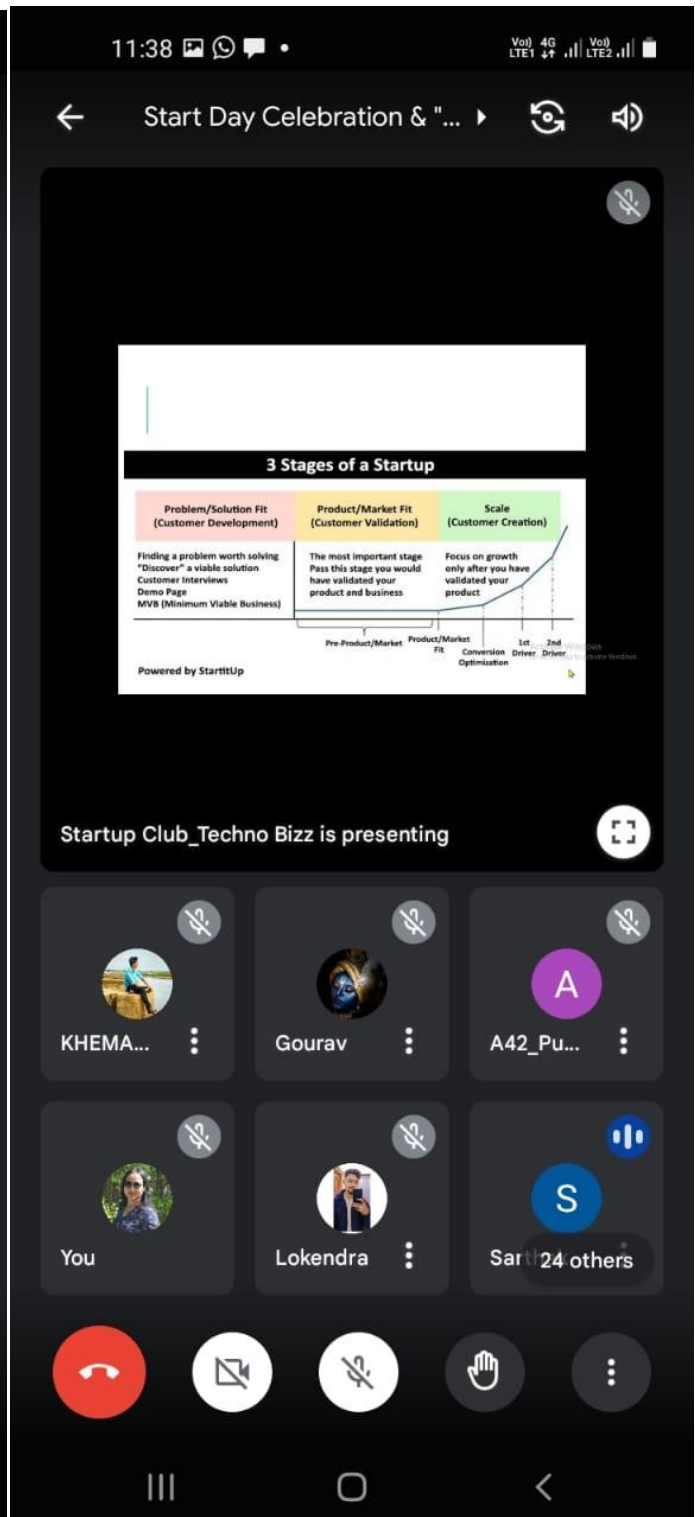 11:38
Vo)) 4G Vo))
LTE1 LTE2
Start Day Celebration & "...
3 Stages of a Startup
Problem/Solution Fit
(Customer Development)
Product/Market Fit
(Customer Validation)
Scale
(Customer Creation)
Finding a problem worth solving
"Discover" a viable solution
Customer Interviews
Demo Page
MVB (Minimum Viable Business)
The most important stage
Pass this stage you would
have validated your
product and business
Focus on growth
only after you have
validated your
product
Pre-Product/Market
Product/Market
Fit
Conversion
Optimization
1st
Driver
2nd
Driver
Powered by StartitUp
Startup Club_Techno Bizz is presenting
KHEMA...
Gourav
A
A42_Pu...
You
Lokendra
S
24 others